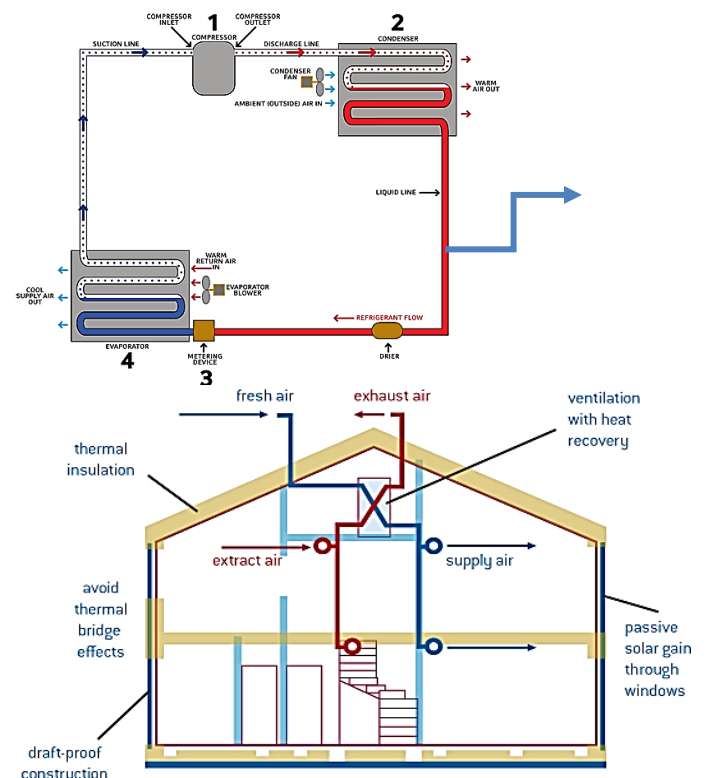 COMPRESSOR
INLET
1
COMPRESSOR
OUTLET
COMPRESSOR
2
CONDENSER
SUCTION LINE
DISCHARGE LINE
CONDENSER
FAN
AMBIENT (OUTSIDE) AIR IN
WARM
AIR OUT
LIQUID LINE
WARM
RETURN AIR
IN
EVAPORATOR
BLOWER
COOL
SUPPLY AIR
OUT
REFRIGERANT FLOW
EVAPORATOR
4
METERING
DEVICE
3
DRIER
fresh air
exhaust air
ventilation
with heat
recovery
thermal
insulation
extract air
supply air
avoid
thermal
bridge
effects
passive
solar gain
through
windows
draft-proof
construction